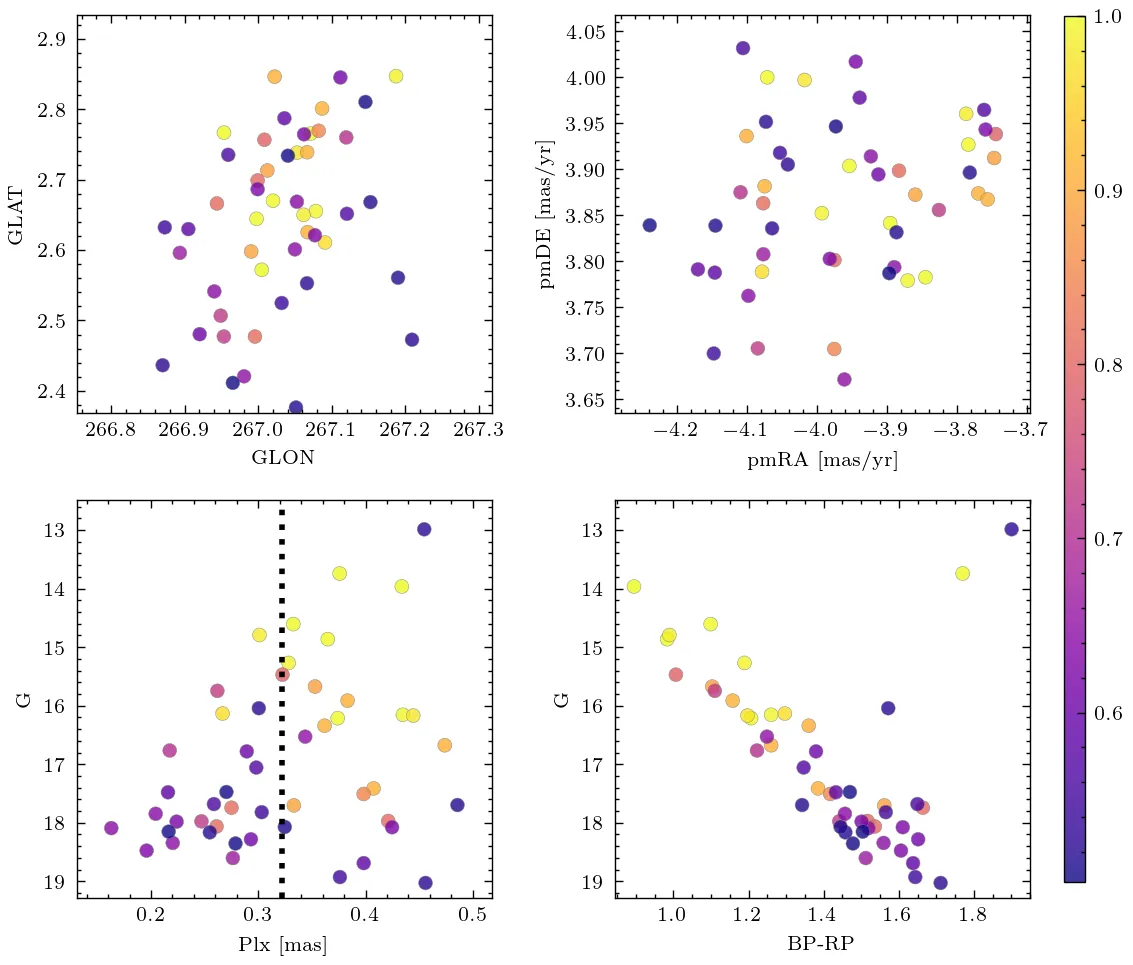 2.9
2.8
2.7
2.6
2.5
2.4
GLAT
266.8 266.9 267.0 267.1 267.2 267.3
GLON
4.05
4.00
3.95
3.90
3.85
3.80
3.75
3.70
3.65
pmDE [mas/yr]
−4.2 −4.1 −4.0 −3.9 −3.8 −3.7
pmRA [mas/yr]
13
14
15
16
17
18
19
G
0.2 0.3 0.4 0.5
Plx [mas]
13
14
15
16
17
18
19
G
1.0 1.2 1.4 1.6 1.8
BP-RP
1.0
0.9
0.8
0.7
0.6